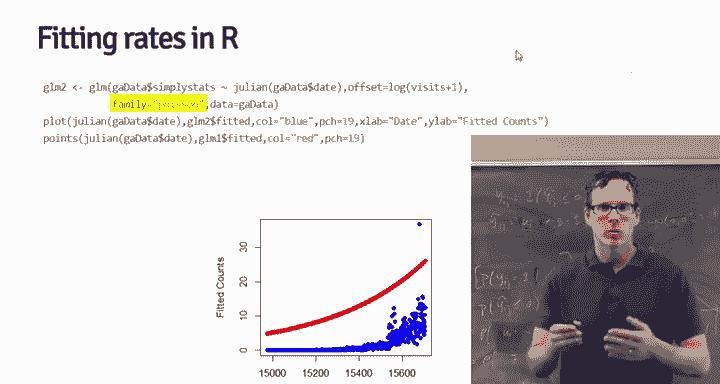 Fitting rates in R
glm2 <- glm(gaData$simplystats ~ julian(gaData$date),offset=log(visits+1),
family="poisson",data=gaData)
plot(julian(gaData$date),glm2$fitted,col="blue",pch=19,xlab="Date",ylab="Fitted Counts")
points(julian(gaData$date),glm1$fitted,col="red",pch=19)
Fitted Counts
30
20
10
0
15000 15200 15400 15600